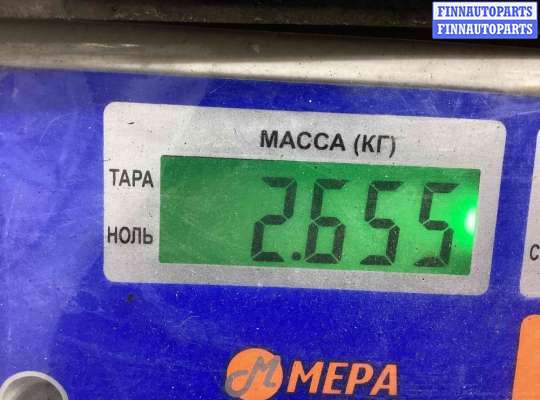 FINNAUTOPARTS
FINNAUTOPARTS
МАССА (КГ)
ТАРА
2.655
НОЛЬ
С
М МЕРА